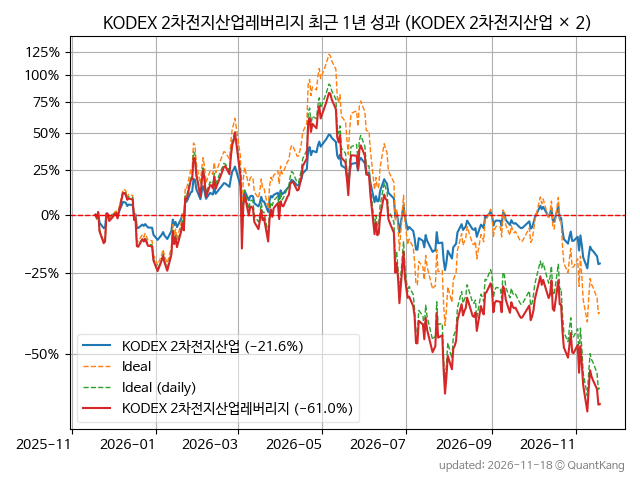 KODEX 2차전지산업레버리지 최근 1년 성과 (KODEX 2차전지산업 × 2)
125%
100%
75%
50%
25%
0%
−25%
−50%
KODEX 2차전지산업 (−21.6%)
Ideal
Ideal (daily)
KODEX 2차전지산업레버리지 (−61.0%)
2025-11 2026-01 2026-03 2026-05 2026-07 2026-09 2026-11
updated: 2026-11-18 © QuantKang